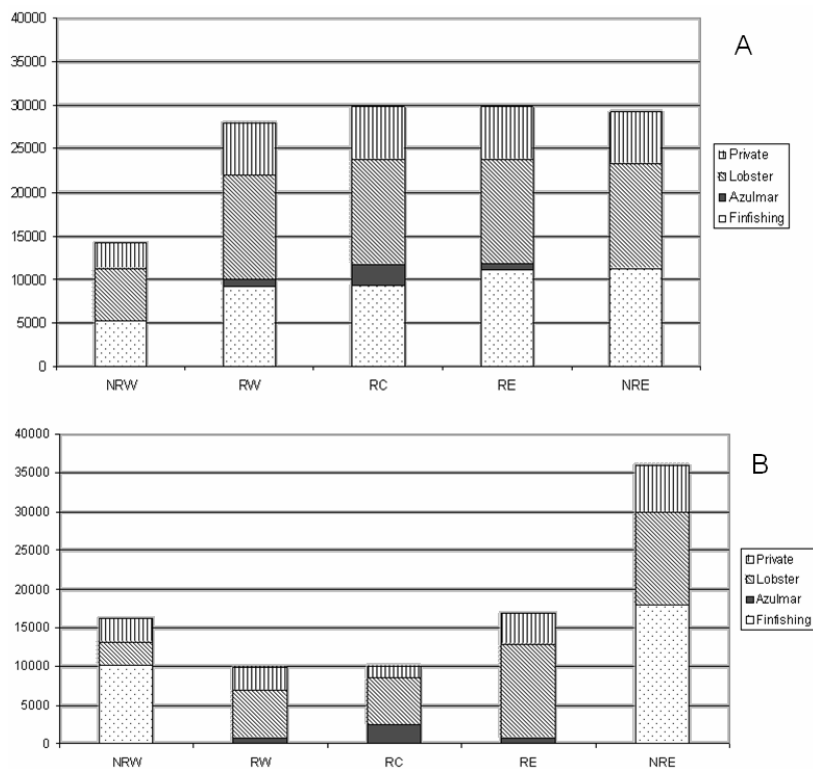 40000
35000
30000
25000
20000
15000
10000
5000
0
NRW RW RC RE NRE
A
Private
Lobster
Azulmar
Finfishing
40000
35000
30000
25000
20000
15000
10000
5000
0
NRW RW RC RE NRE
B
Private
Lobster
Azulmar
Finfishing